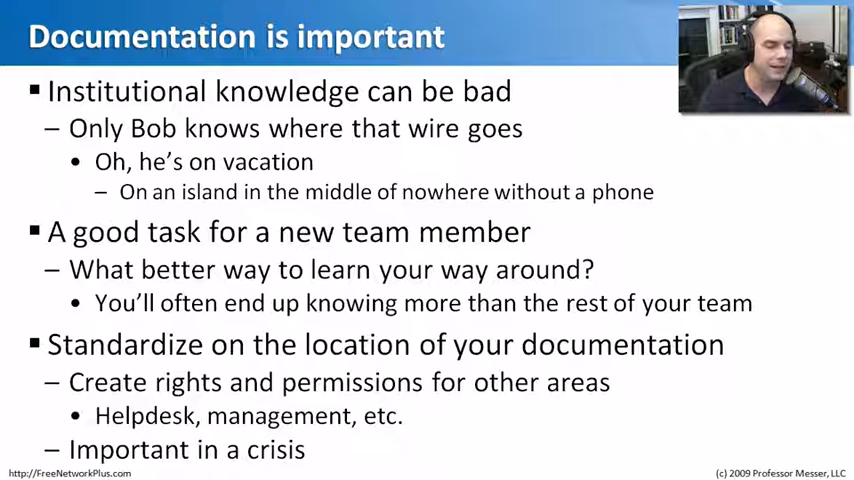 Documentation is important
▪ Institutional knowledge can be bad
– Only Bob knows where that wire goes
• Oh, he's on vacation
– On an island in the middle of nowhere without a phone
▪ A good task for a new team member
– What better way to learn your way around?
• You'll often end up knowing more than the rest of your team
▪ Standardize on the location of your documentation
– Create rights and permissions for other areas
• Helpdesk, management, etc.
– Important in a crisis
http://FreeNetworkPlus.com
(c) 2009 Professor Messer, LLC